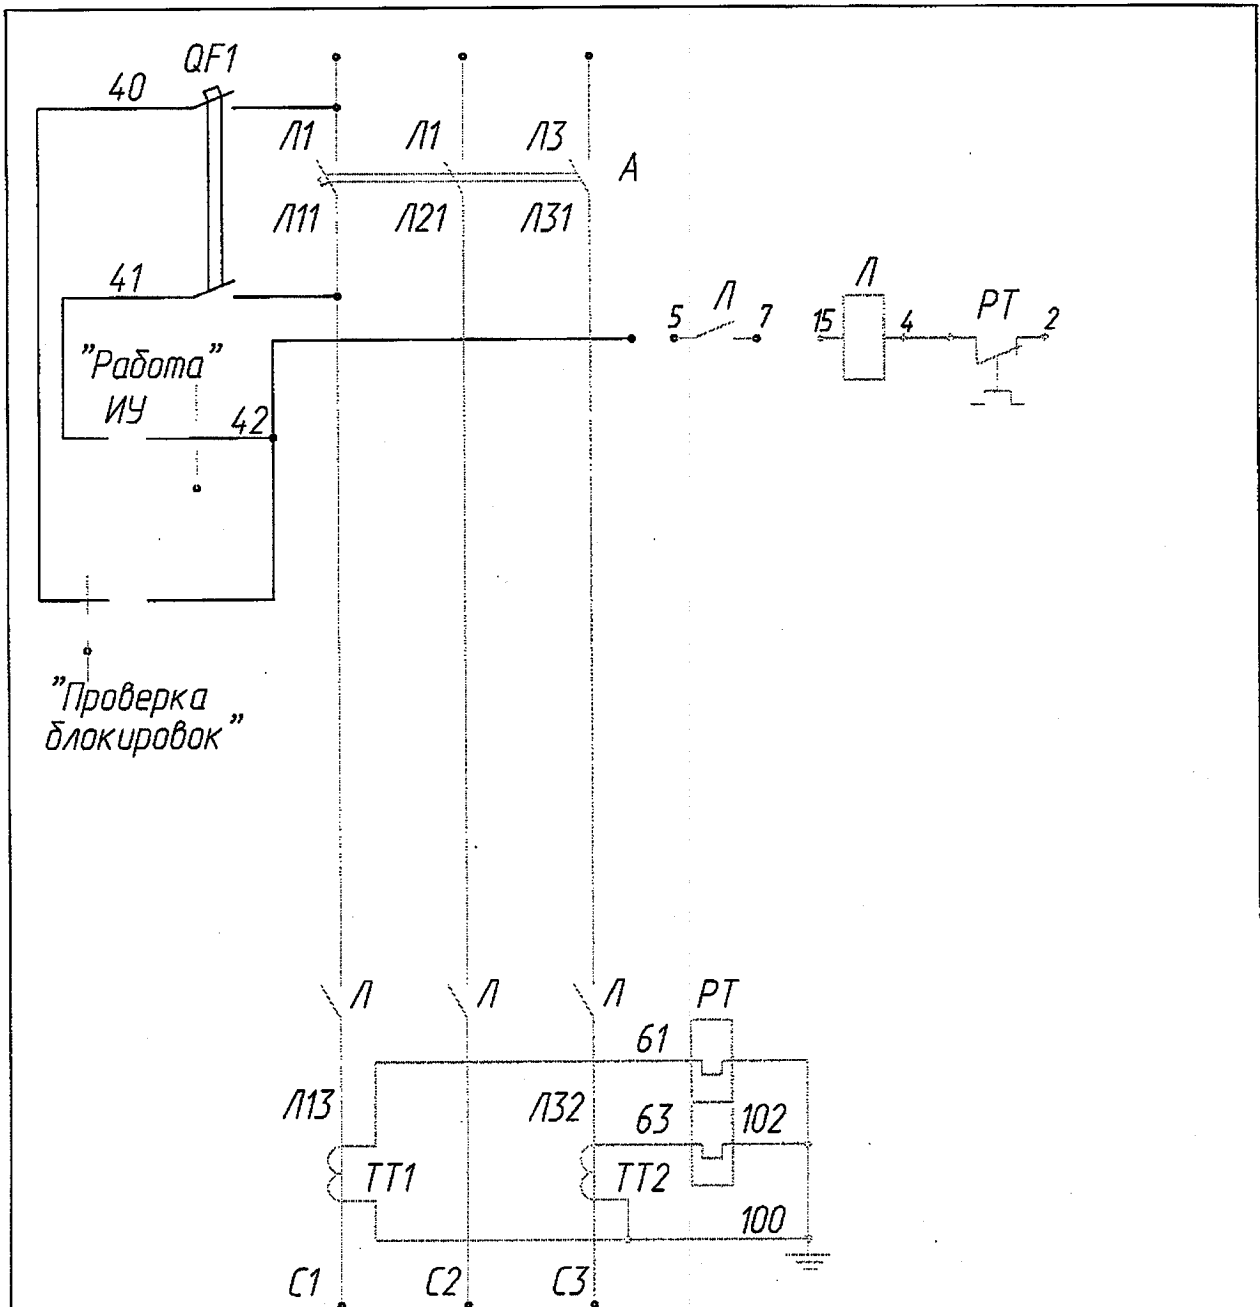 QF1
40
Л1
Л1
Л3
А
Л11
Л21
Л31
41
5
Л
7
15
Л
4
РТ
2
"Работа"
ИУ
42
"Проверка
блокировок"
Л
Л
Л
РТ
61
Л13
Л32
63
102
ТТ1
ТТ2
100
С1
С2
С3